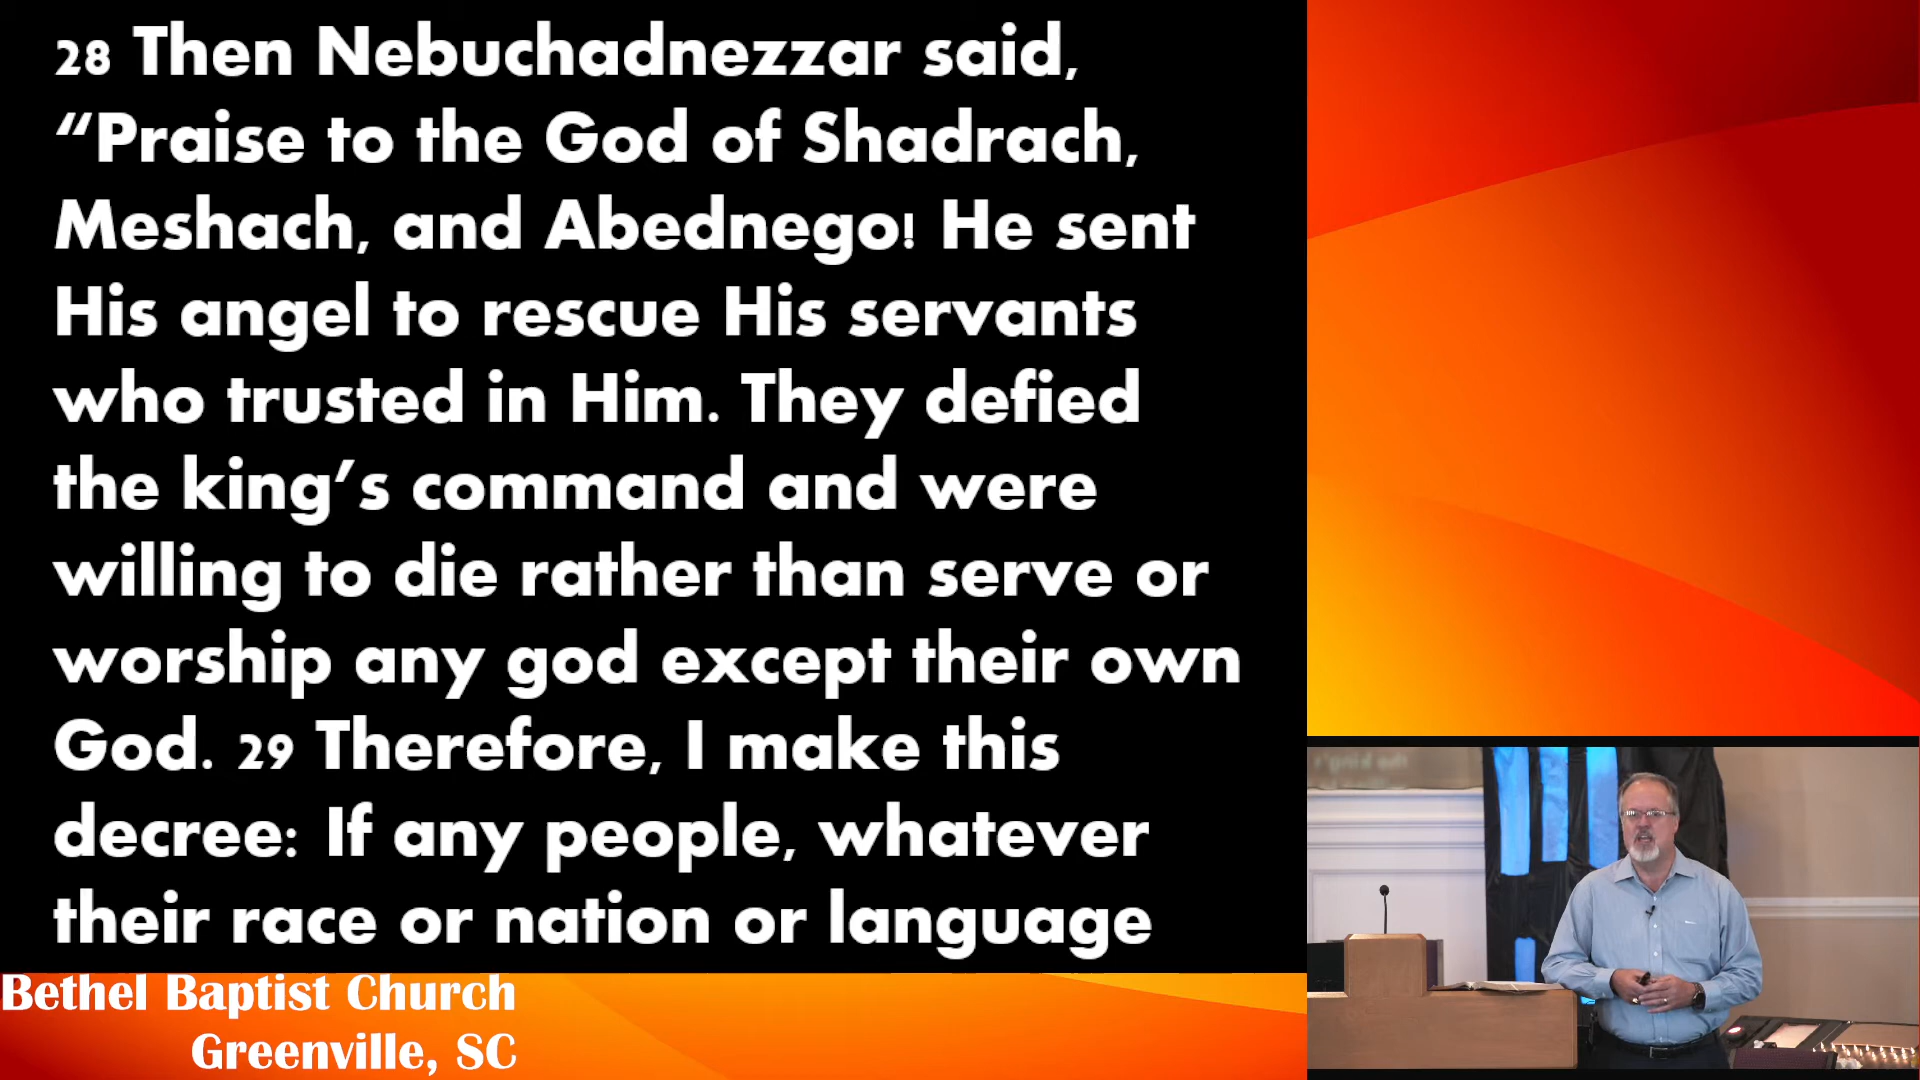 28 Then Nebuchadnezzar said,
“Praise to the God of Shadrach,
Meshach, and Abednego! He sent
His angel to rescue His servants
who trusted in Him. They defied
the king’s command and were
willing to die rather than serve or
worship any god except their own
God. 29 Therefore, I make this
decree: If any people, whatever
their race or nation or language
Bethel Baptist Church
Greenville, SC